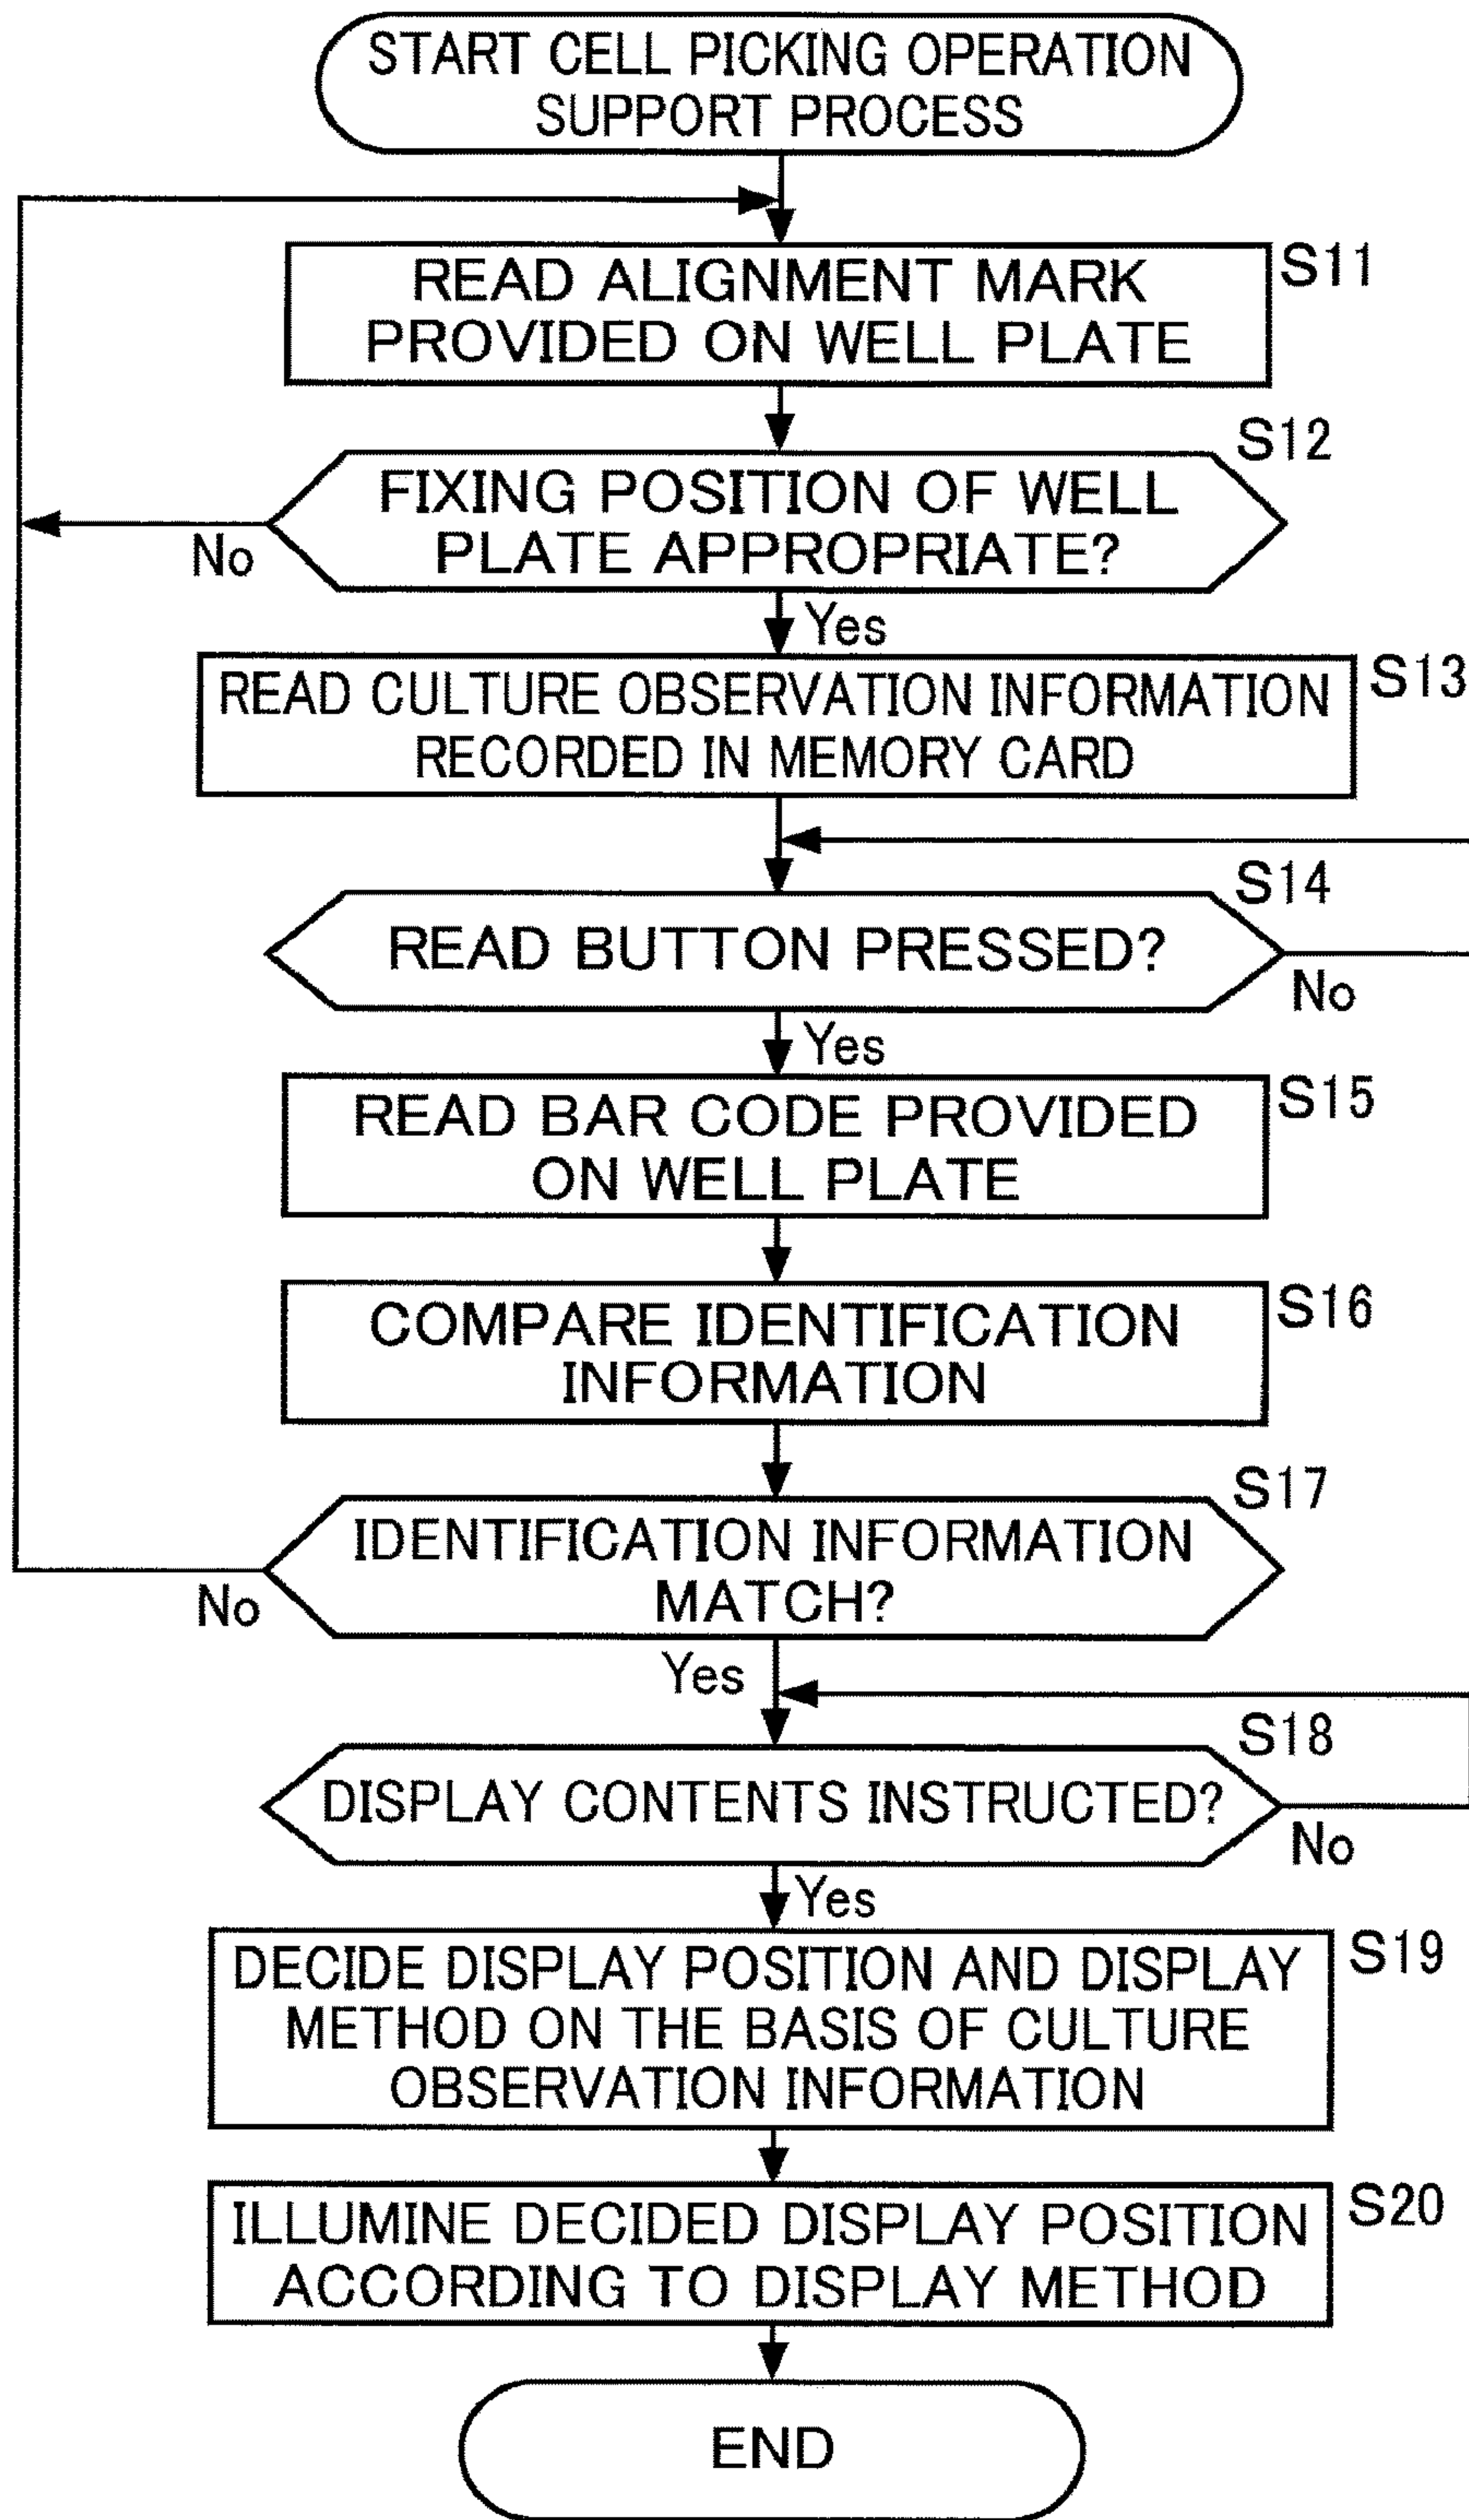 START CELL PICKING OPERATION
SUPPORT PROCESS
S11
READ ALIGNMENT MARK
PROVIDED ON WELL PLATE
S12
FIXING POSITION OF WELL
PLATE APPROPRIATE?
No
Yes
S13
READ CULTURE OBSERVATION INFORMATION
RECORDED IN MEMORY CARD
S14
READ BUTTON PRESSED?
No
Yes
S15
READ BAR CODE PROVIDED
ON WELL PLATE
S16
COMPARE IDENTIFICATION
INFORMATION
S17
IDENTIFICATION INFORMATION
MATCH?
No
Yes
S18
DISPLAY CONTENTS INSTRUCTED?
No
Yes
S19
DECIDE DISPLAY POSITION AND DISPLAY
METHOD ON THE BASIS OF CULTURE
OBSERVATION INFORMATION
S20
ILLUMINE DECIDED DISPLAY POSITION
ACCORDING TO DISPLAY METHOD
END